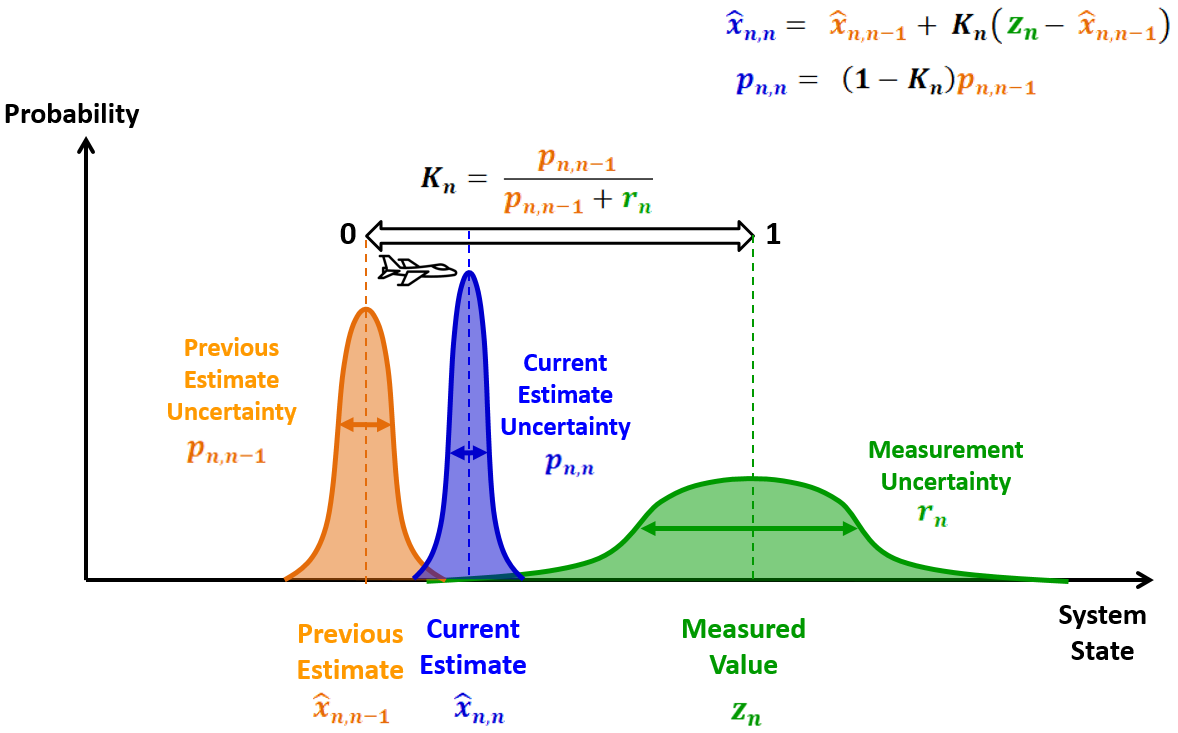 x̂n,n = x̂n,n−1 + Kn(zn − x̂n,n−1)
pn,n = (1 − Kn)pn,n−1
Probability
Kn = pn,n−1 / pn,n−1 + rn
0
1
Previous
Estimate
Uncertainty
pn,n−1
Current
Estimate
Uncertainty
pn,n
Measurement
Uncertainty
rn
System
State
Previous
Estimate
x̂n,n−1
Current
Estimate
x̂n,n
Measured
Value
zn